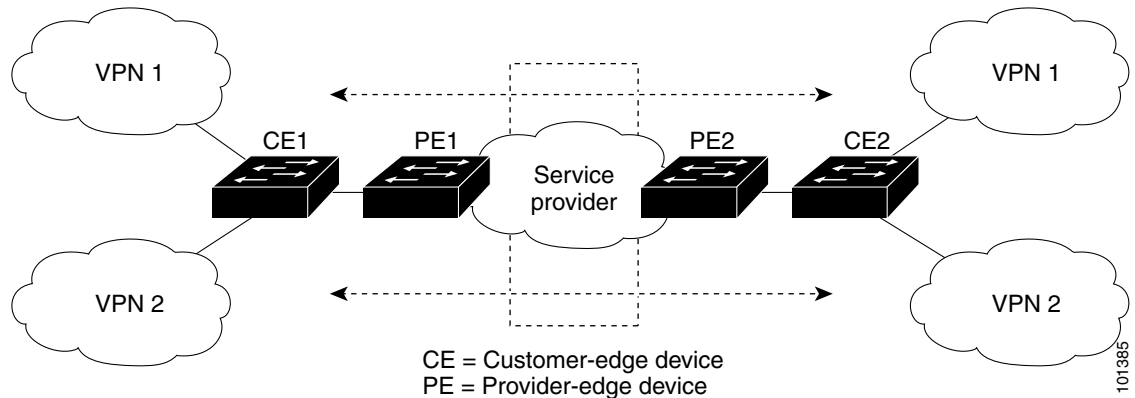 VPN 1
VPN 1
CE1
PE1
PE2
CE2
Service
provider
VPN 2
VPN 2
CE = Customer-edge device
PE = Provider-edge device
101385